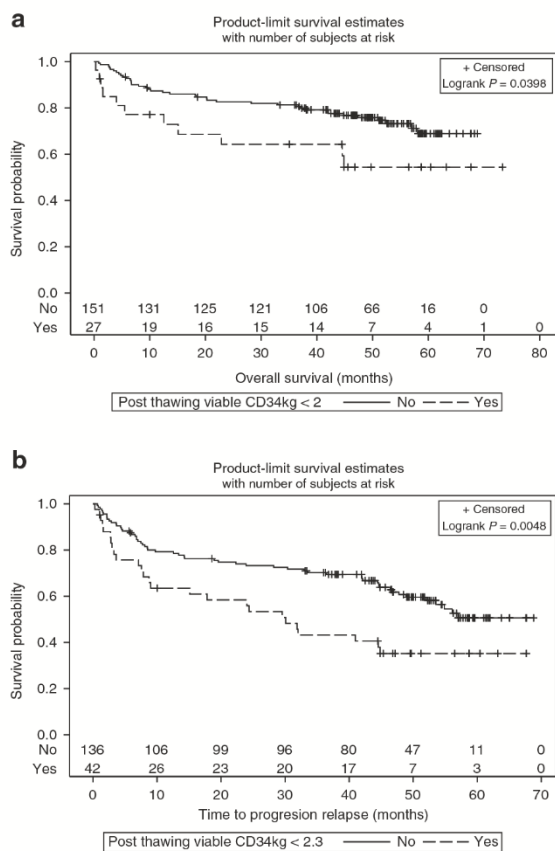 a
Product-limit survival estimates
with number of subjects at risk
+ Censored
Logrank P = 0.0398
Survival probability
1.0
0.8
0.6
0.4
0.2
0.0
No 151 131 125 121 106 66 16 0
Yes 27 19 16 15 14 7 4 1 0
0 10 20 30 40 50 60 70 80
Overall survival (months)
Post thawing viable CD34kg < 2 No Yes
b
Product-limit survival estimates
with number of subjects at risk
+ Censored
Logrank P = 0.0048
Survival probability
1.0
0.8
0.6
0.4
0.2
0.0
No 136 106 99 96 80 47 11 0
Yes 42 26 23 20 17 7 3 0
0 10 20 30 40 50 60 70
Time to progresion relapse (months)
Post thawing viable CD34kg < 2.3 No Yes